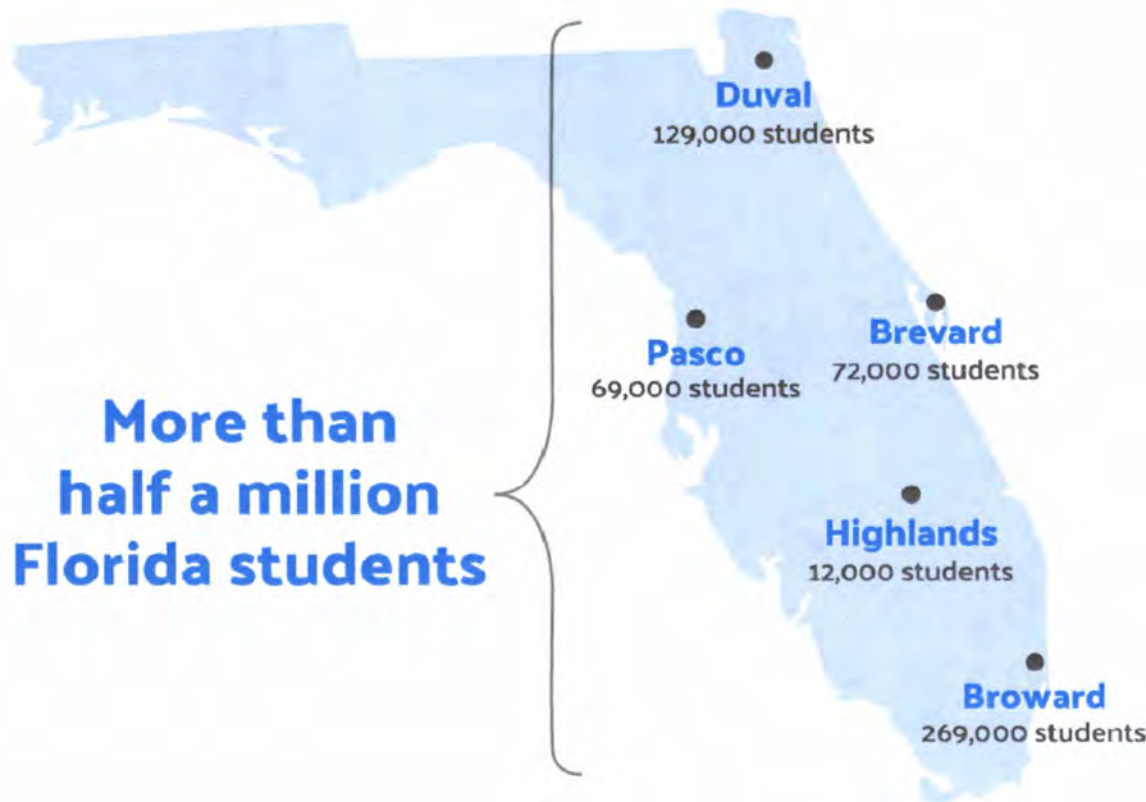 Duval
129,000 students
Brevard
72,000 students
Pasco
69,000 students
More than
half a million
Florida students
Highlands
12,000 students
Broward
269,000 students